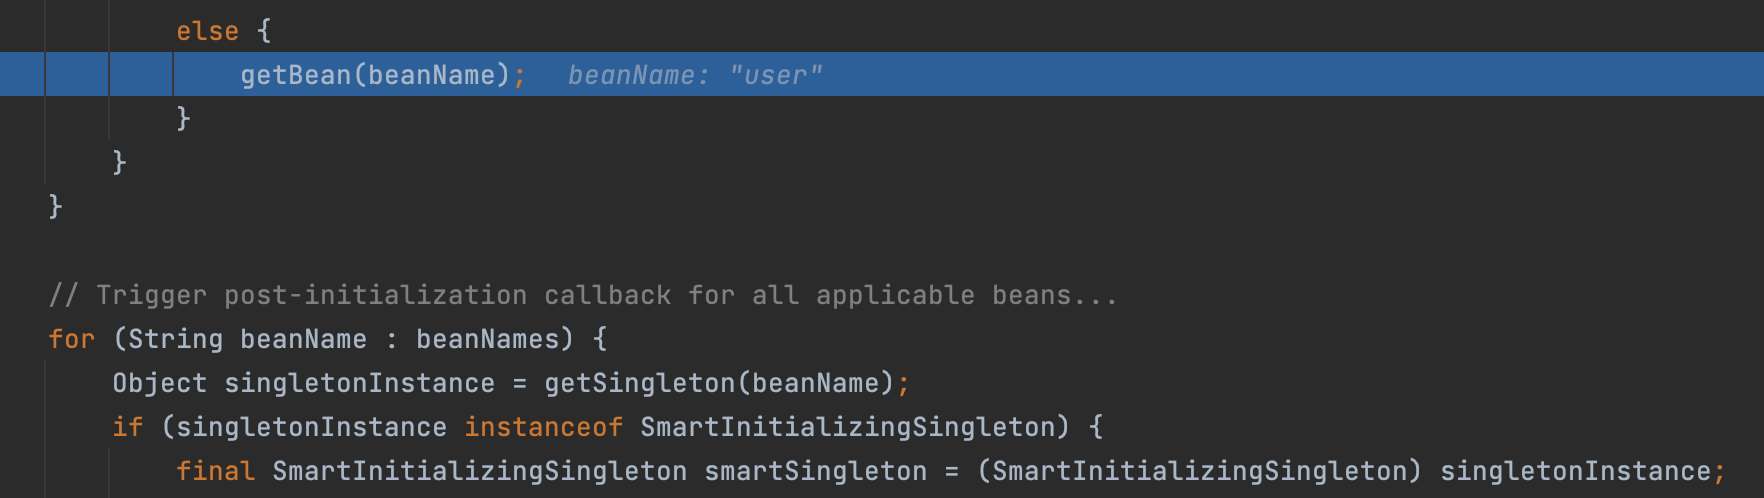 else {
getBean(beanName); beanName: "user"
}
}
}
// Trigger post-initialization callback for all applicable beans...
for (String beanName : beanNames) {
Object singletonInstance = getSingleton(beanName);
if (singletonInstance instanceof SmartInitializingSingleton) {
final SmartInitializingSingleton smartSingleton = (SmartInitializingSingleton) singletonInstance;